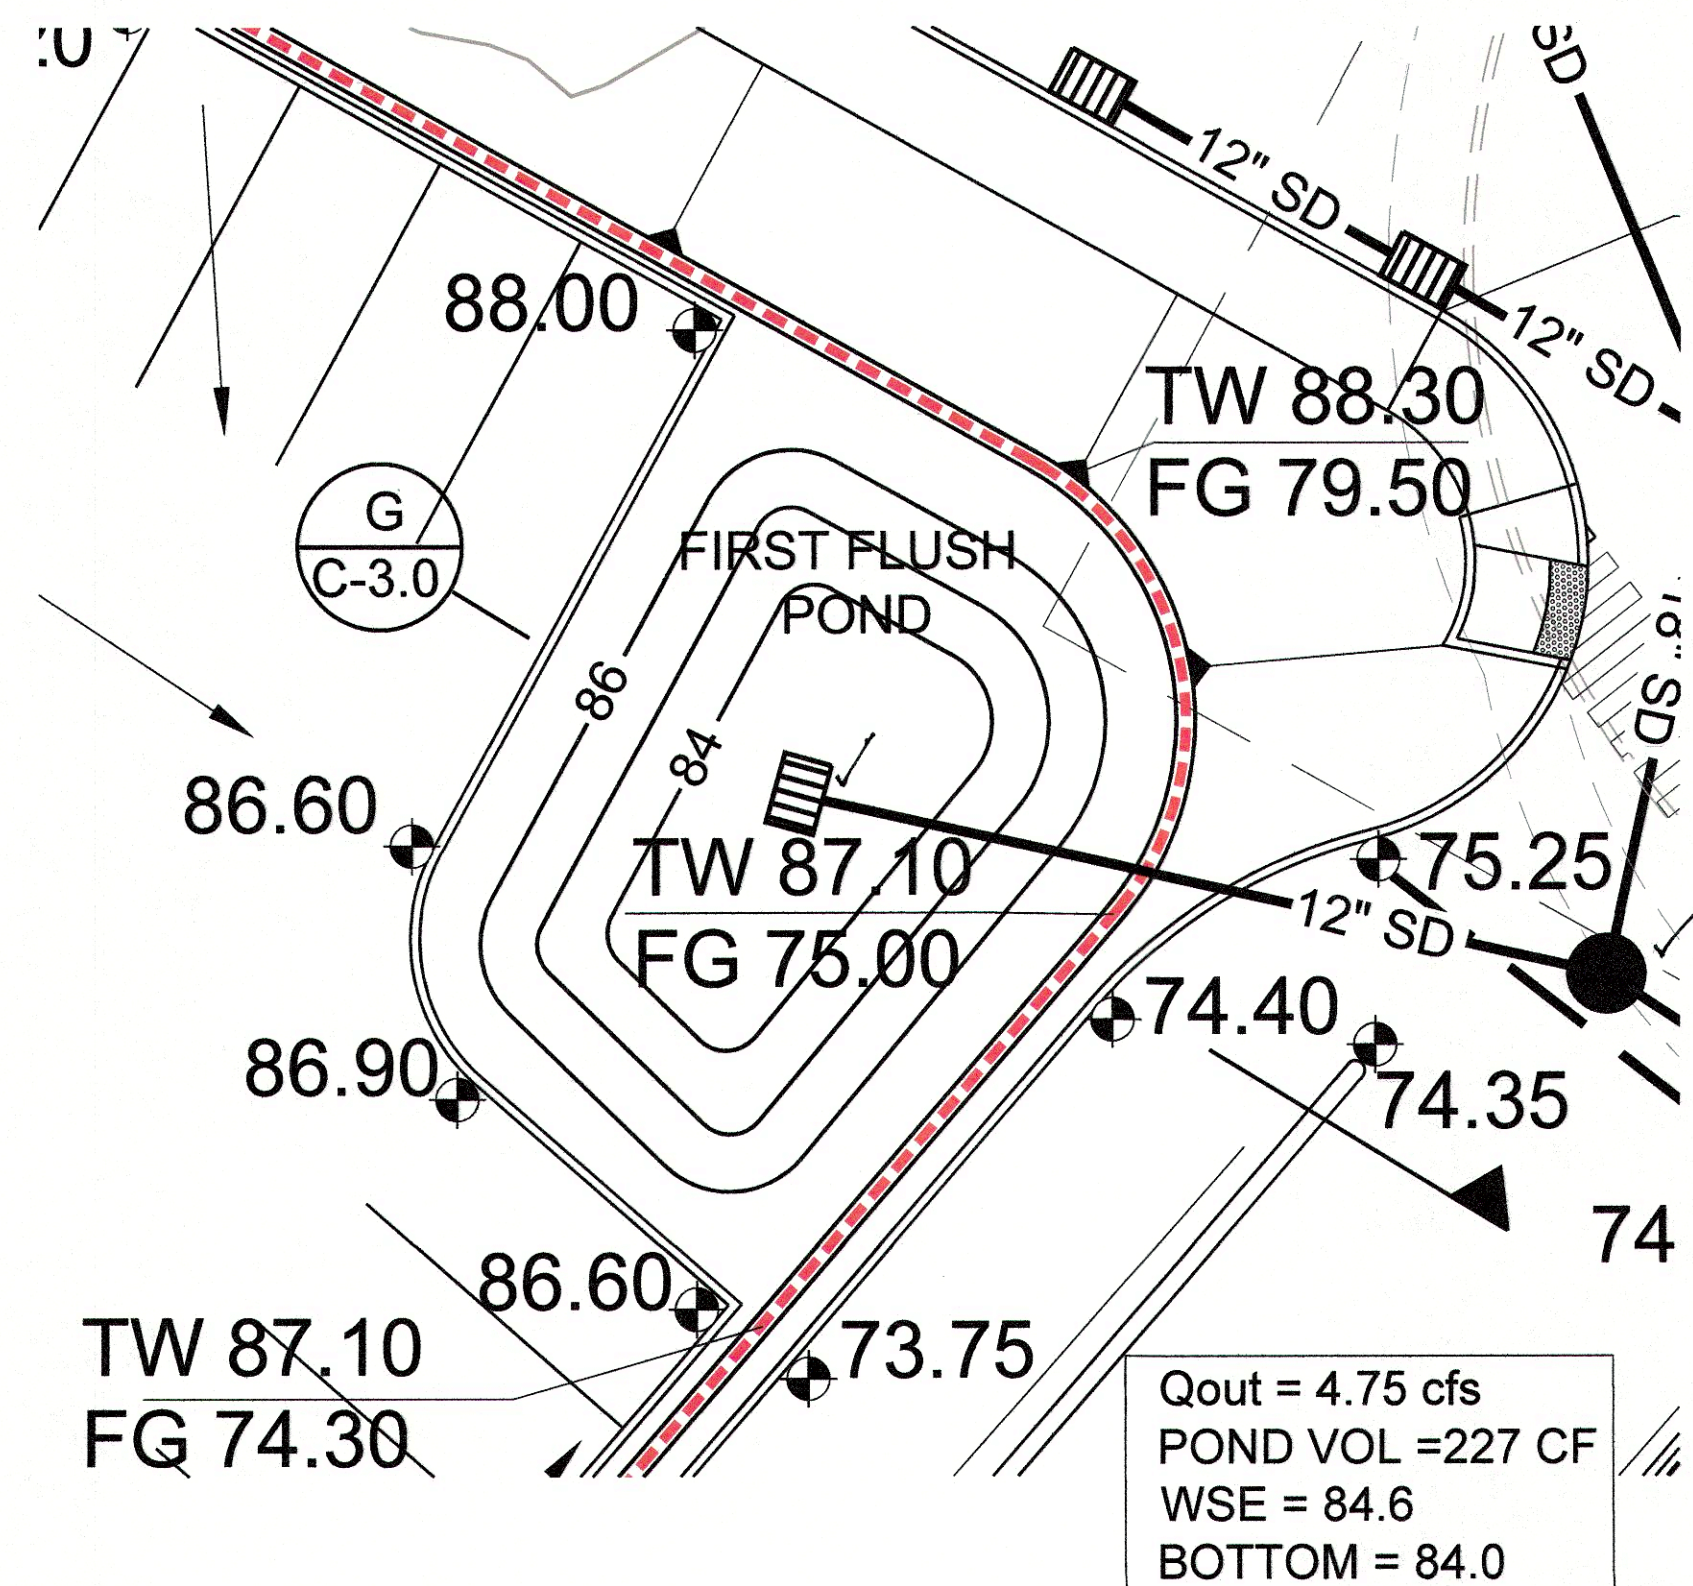 .0
SD
12" SD
12" SD
88.00
TW 88.30
FG 79.50
G
C-3.0
FIRST FLUSH
POND
18" SD
86
84
86.60
TW 87.10
FG 75.00
75.25
12" SD
74.40
86.90
74.35
74
86.60
TW 87.10
FG 74.30
73.75
Qout = 4.75 cfs
POND VOL =227 CF
WSE = 84.6
BOTTOM = 84.0